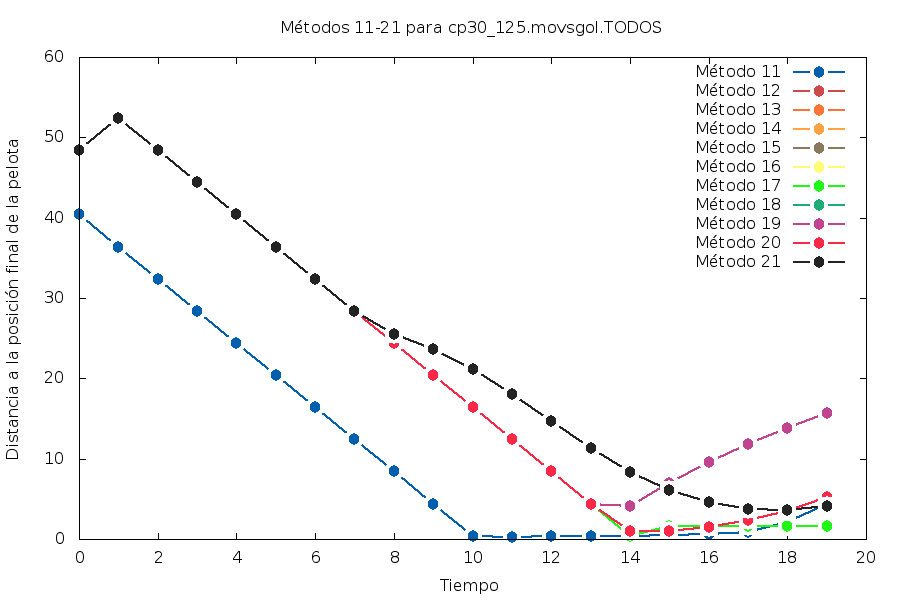 Métodos 11-21 para cp30_125.movsgol.TODOS
60
50
40
30
20
10
0
Distancia a la posición final de la pelota
Método 11
Método 12
Método 13
Método 14
Método 15
Método 16
Método 17
Método 18
Método 19
Método 20
Método 21
0 2 4 6 8 10 12 14 16 18 20
Tiempo